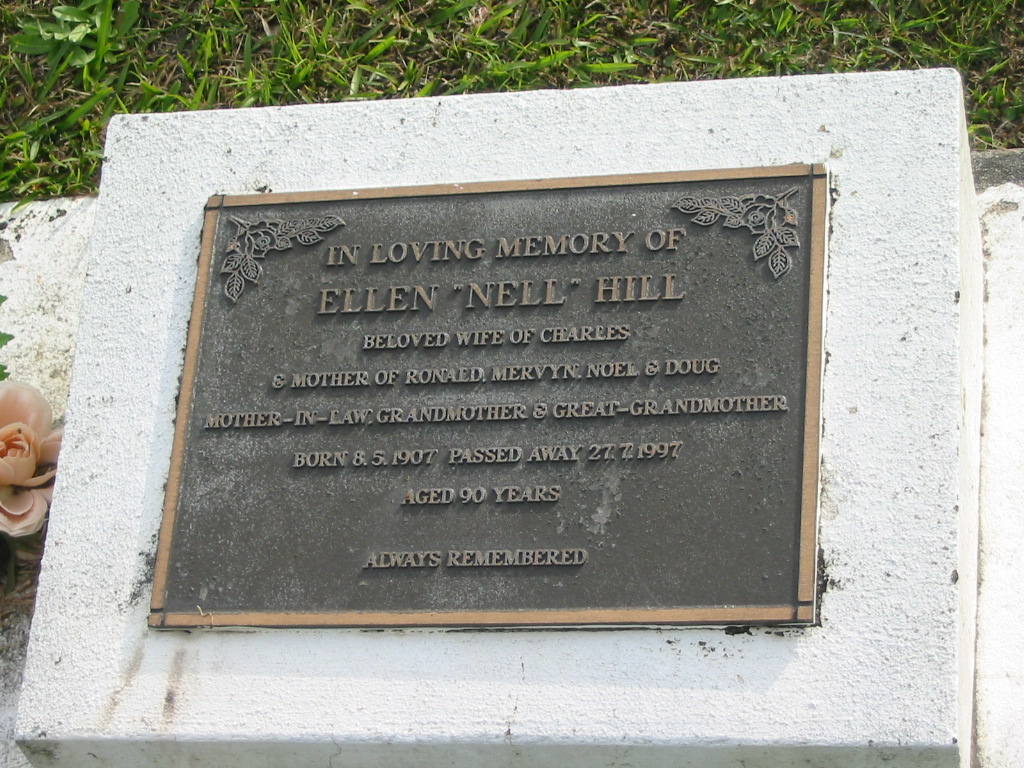 IN LOVING MEMORY OF
ELLEN "NELL" HILL
BELOVED WIFE OF CHARLES
& MOTHER OF RONALD, MERVYN, NOEL & DOUG
MOTHER-IN-LAW, GRANDMOTHER & GREAT-GRANDMOTHER
BORN 8.5.1907 PASSED AWAY 27.7.1997
AGED 90 YEARS
ALWAYS REMEMBERED